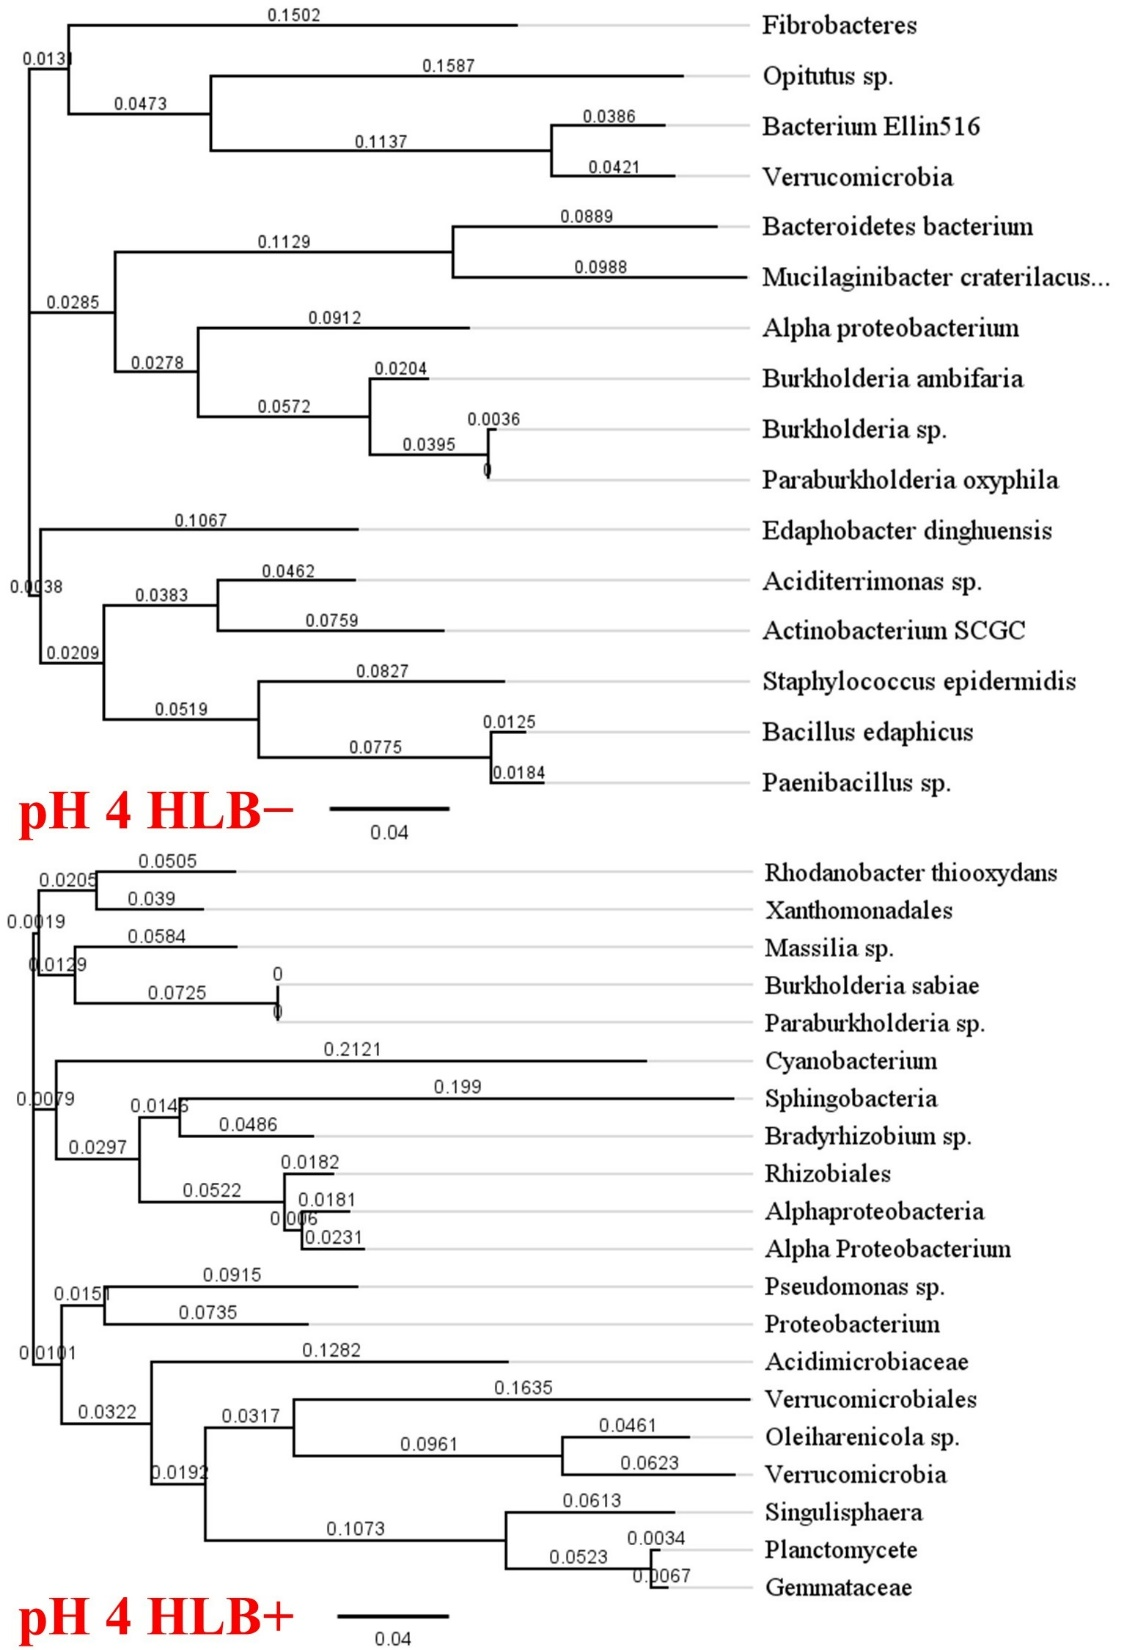 0.1502
Fibrobacteres
0.0131
0.1587
Opitutus sp.
0.0473
0.0386
Bacterium Ellin516
0.1137
0.0421
Verrucomicrobia
0.0889
Bacteroidetes bacterium
0.1129
0.0988
Mucilaginibacter craterilacus...
0.0285
0.0912
Alpha proteobacterium
0.0278
0.0204
Burkholderia ambifaria
0.0572
0.0036
Burkholderia sp.
0.0395
0
Paraburkholderia oxyphila
0.1067
Edaphobacter dinghuensis
0.0038
0.0462
Aciditerrimonas sp.
0.0383
0.0759
Actinobacterium SCGC
0.0209
0.0827
Staphylococcus epidermidis
0.0519
0.0125
Bacillus edaphicus
0.0775
0.0184
Paenibacillus sp.
pH 4 HLB−
0.04
0.0505
Rhodanobacter thiooxydans
0.0205
0.039
Xanthomonadales
0.0019
0.0584
Massilia sp.
0.0129
0
Burkholderia sabiae
0.0725
0
Paraburkholderia sp.
0.2121
Cyanobacterium
0.0079
0.199
Sphingobacteria
0.0145
0.0486
Bradyrhizobium sp.
0.0297
0.0182
Rhizobiales
0.0522
0.0181
Alphaproteobacteria
0.006
0.0231
Alpha Proteobacterium
0.0915
Pseudomonas sp.
0.0151
0.0735
Proteobacterium
0.0101
0.1282
Acidimicrobiaceae
0.0322
0.1635
Verrucomicrobiales
0.0317
0.0461
Oleiharenicola sp.
0.0961
0.0623
Verrucomicrobia
0.0192
0.0613
Singulisphaera
0.1073
0.0034
Planctomycete
0.0523
0.0067
Gemmataceae
pH 4 HLB+
0.04